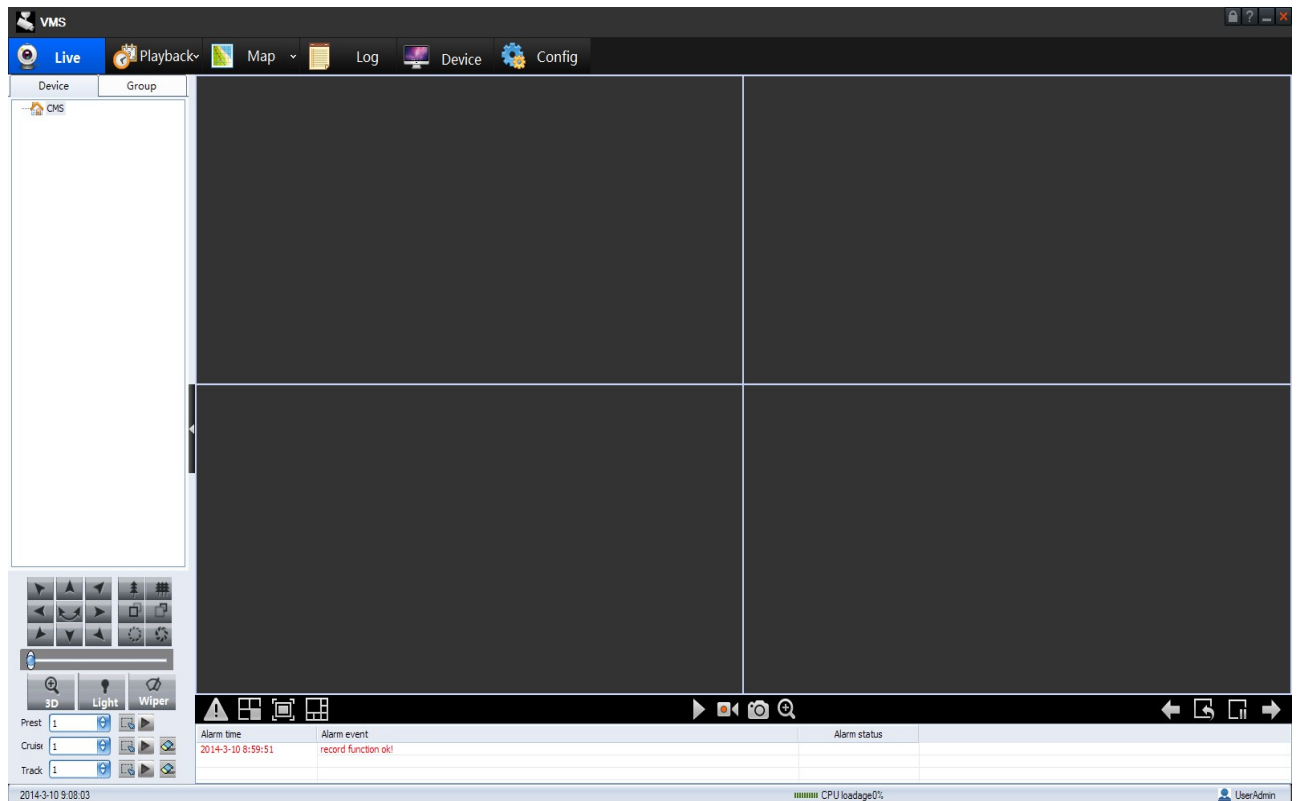 VMS
Live Playback Map Log Device Config
Device Group
CMS
3D Light Wiper
Prest 1
Cruise 1
Track 1
Alarm time Alarm event Alarm status
2014-3-10 8:59:51 record function ok!
2014-3-10 9:08:03 CPU loadage0% UserAdmin